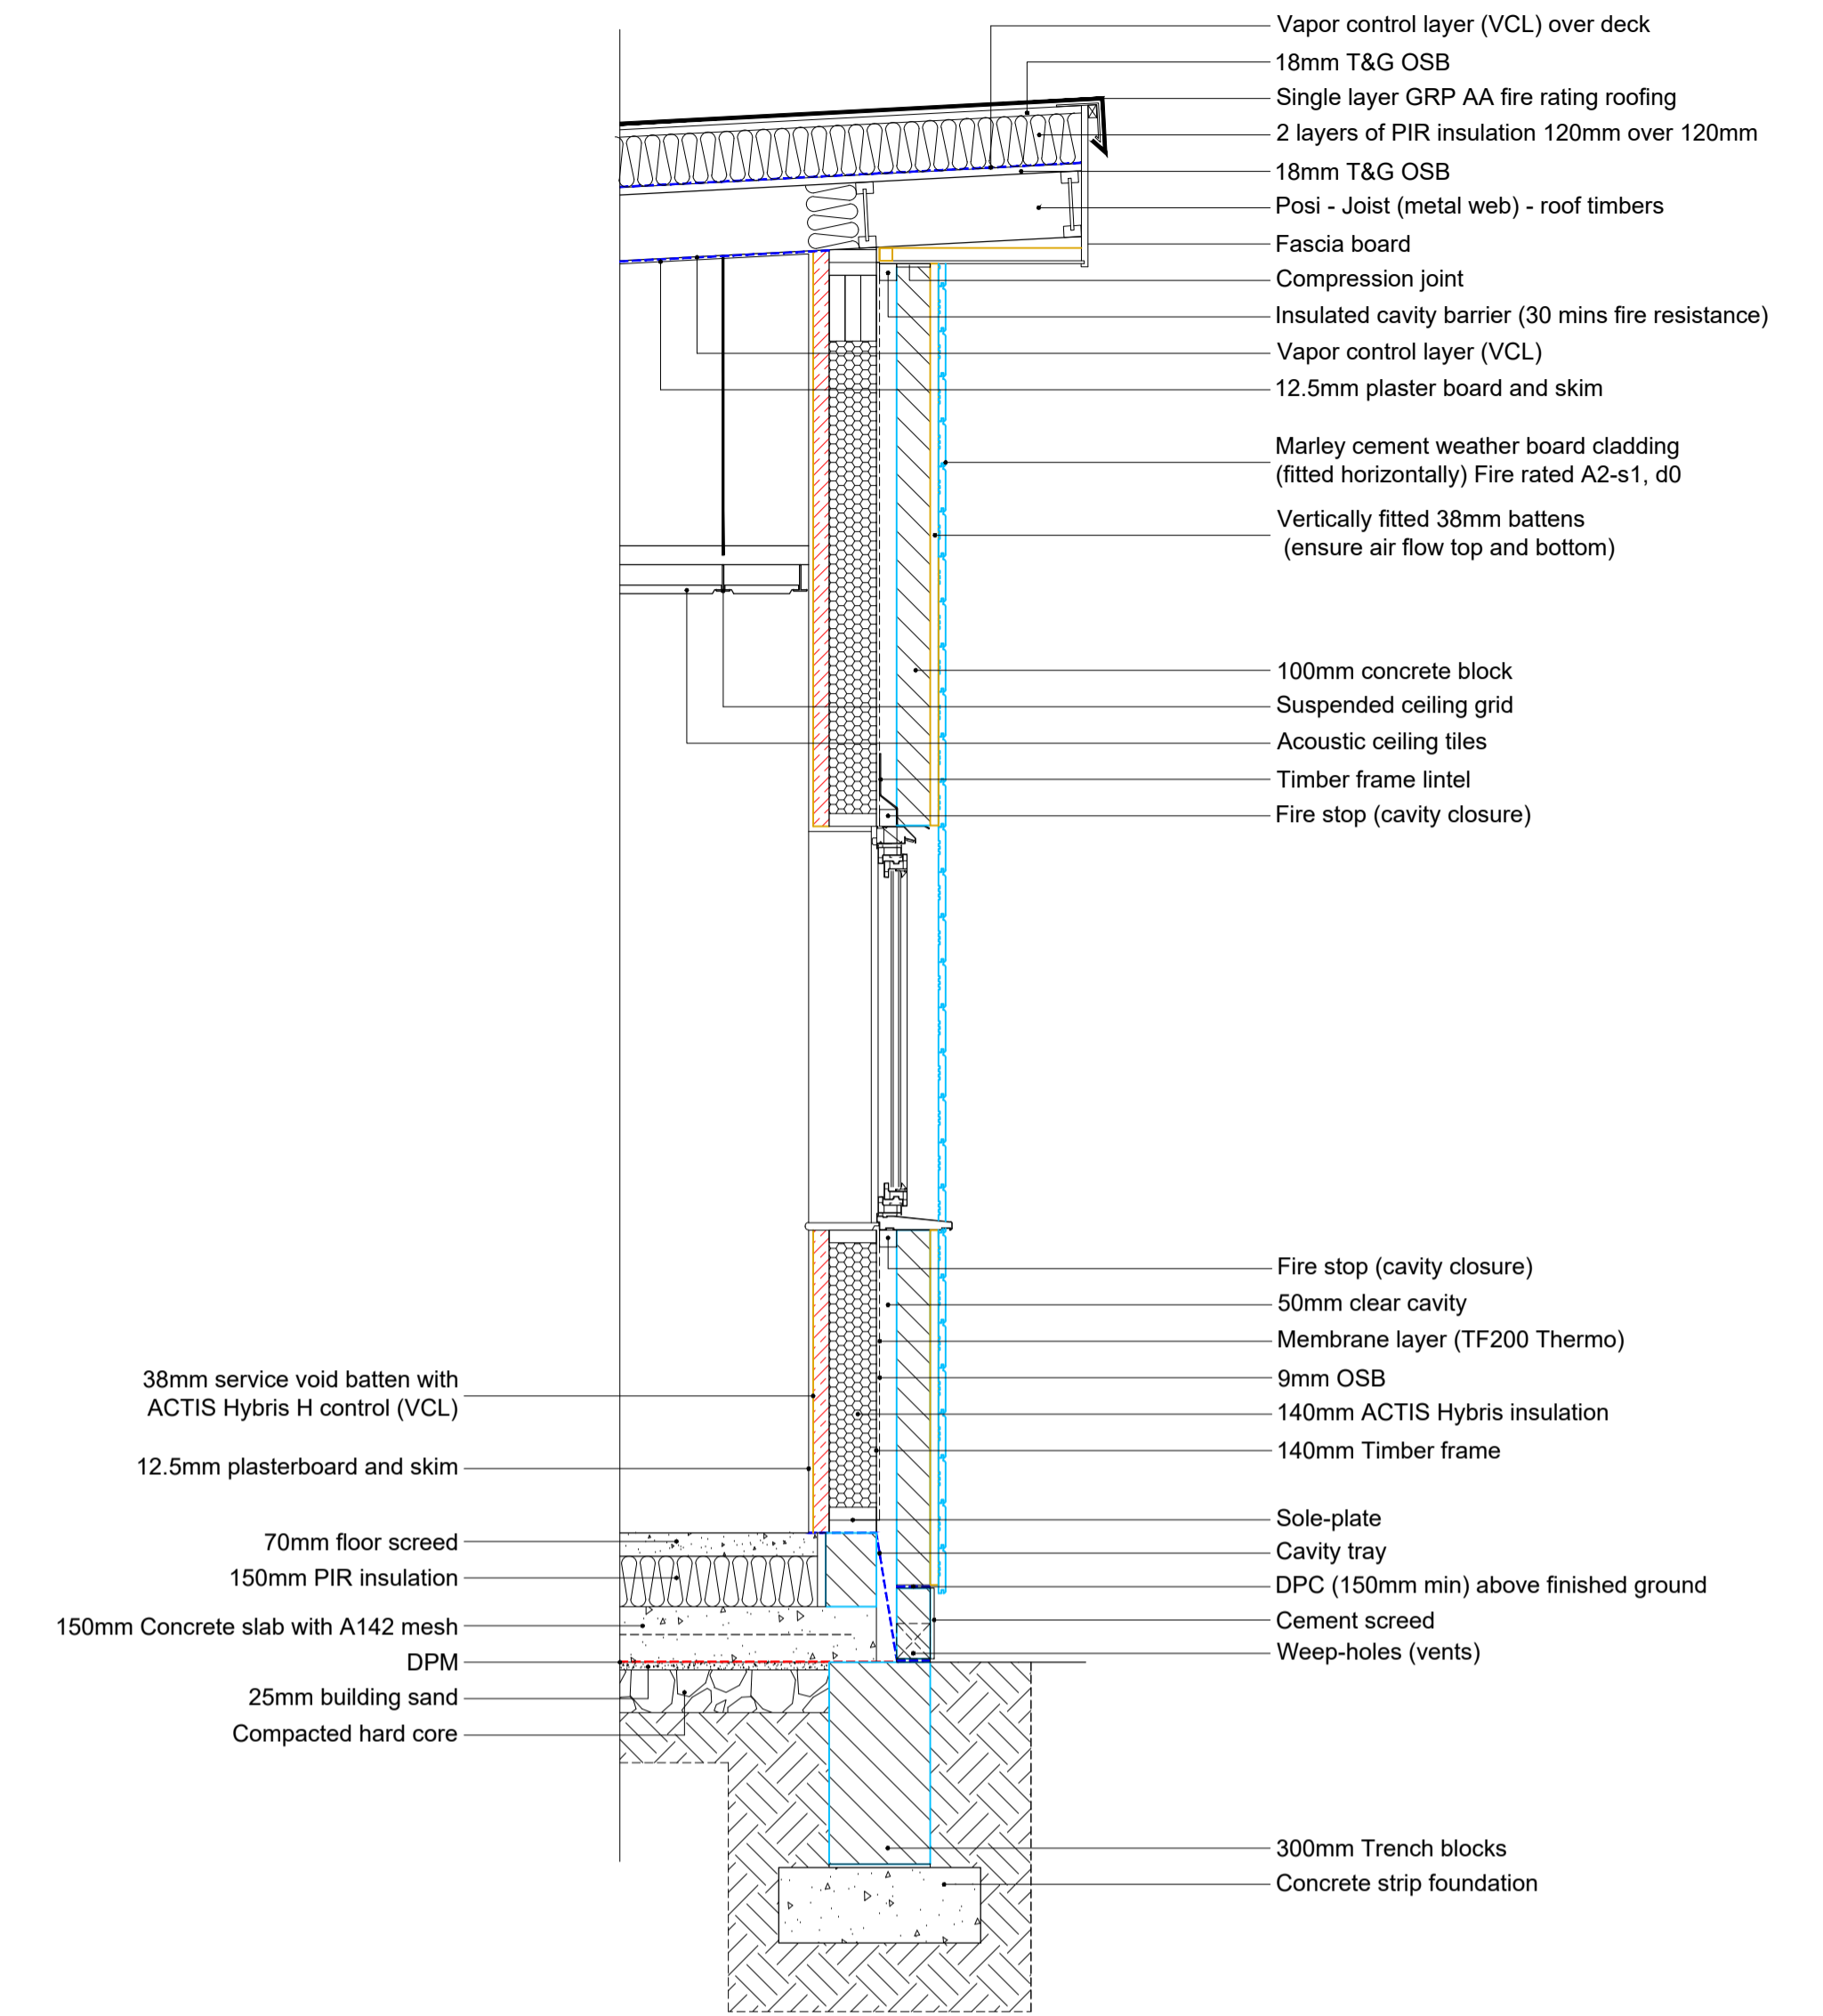 Vapor control layer (VCL) over deck
18mm T&G OSB
Single layer GRP AA fire rating roofing
2 layers of PIR insulation 120mm over 120mm
18mm T&G OSB
Posi - Joist (metal web) - roof timbers
Fascia board
Compression joint
Insulated cavity barrier (30 mins fire resistance)
Vapor control layer (VCL)
12.5mm plaster board and skim
Marley cement weather board cladding
(fitted horizontally) Fire rated A2-s1, d0
Vertically fitted 38mm battens
(ensure air flow top and bottom)
100mm concrete block
Suspended ceiling grid
Acoustic ceiling tiles
Timber frame lintel
Fire stop (cavity closure)
Fire stop (cavity closure)
50mm clear cavity
Membrane layer (TF200 Thermo)
9mm OSB
140mm ACTIS Hybris insulation
140mm Timber frame
Sole-plate
Cavity tray
DPC (150mm min) above finished ground
Cement screed
Weep-holes (vents)
300mm Trench blocks
Concrete strip foundation
38mm service void batten with
ACTIS Hybris H control (VCL)
12.5mm plasterboard and skim
70mm floor screed
150mm PIR insulation
150mm Concrete slab with A142 mesh
DPM
25mm building sand
Compacted hard core